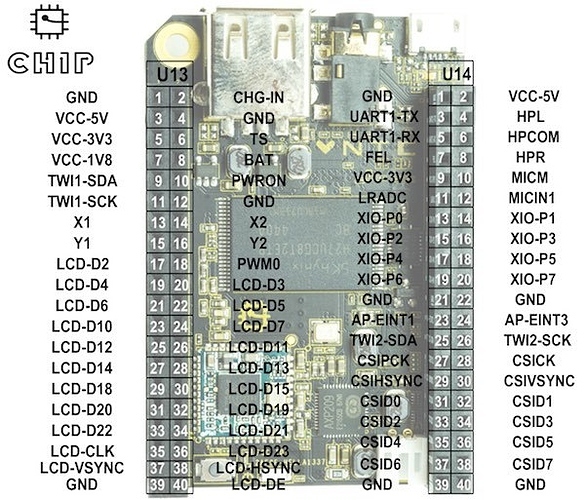 CHIP
U13 U14
GND 1 2 CHG-IN GND 1 2 VCC-5V
VCC-5V 3 4 GND UART1-TX 3 4 HPL
VCC-3V3 5 6 TS UART1-RX 5 6 HPCOM
VCC-1V8 7 8 BAT FEL 7 8 HPR
TWI1-SDA 9 10 PWRON VCC-3V3 9 10 MICM
TWI1-SCK 11 12 GND LRADC 11 12 MICIN1
X1 13 14 X2 XIO-P0 13 14 XIO-P1
Y1 15 16 Y2 XIO-P2 15 16 XIO-P3
LCD-D2 17 18 PWM0 XIO-P4 17 18 XIO-P5
LCD-D4 19 20 LCD-D3 XIO-P6 19 20 XIO-P7
LCD-D6 21 22 LCD-D5 GND 21 22 GND
LCD-D10 23 24 LCD-D7 AP-EINT1 23 24 AP-EINT3
LCD-D12 25 26 LCD-D11 TWI2-SDA 25 26 TWI2-SCK
LCD-D14 27 28 LCD-D13 CSIPCK 27 28 CSICK
LCD-D18 29 30 LCD-D15 CSIHSYNC 29 30 CSIVSYNC
LCD-D20 31 32 LCD-D19 CSID0 31 32 CSID1
LCD-D22 33 34 LCD-D21 CSID2 33 34 CSID3
LCD-CLK 35 36 LCD-D23 CSID4 35 36 CSID5
LCD-VSYNC 37 38 LCD-HSYNC CSID6 37 38 CSID7
GND 39 40 LCD-DE GND 39 40 GND
SKhynix
AXP209